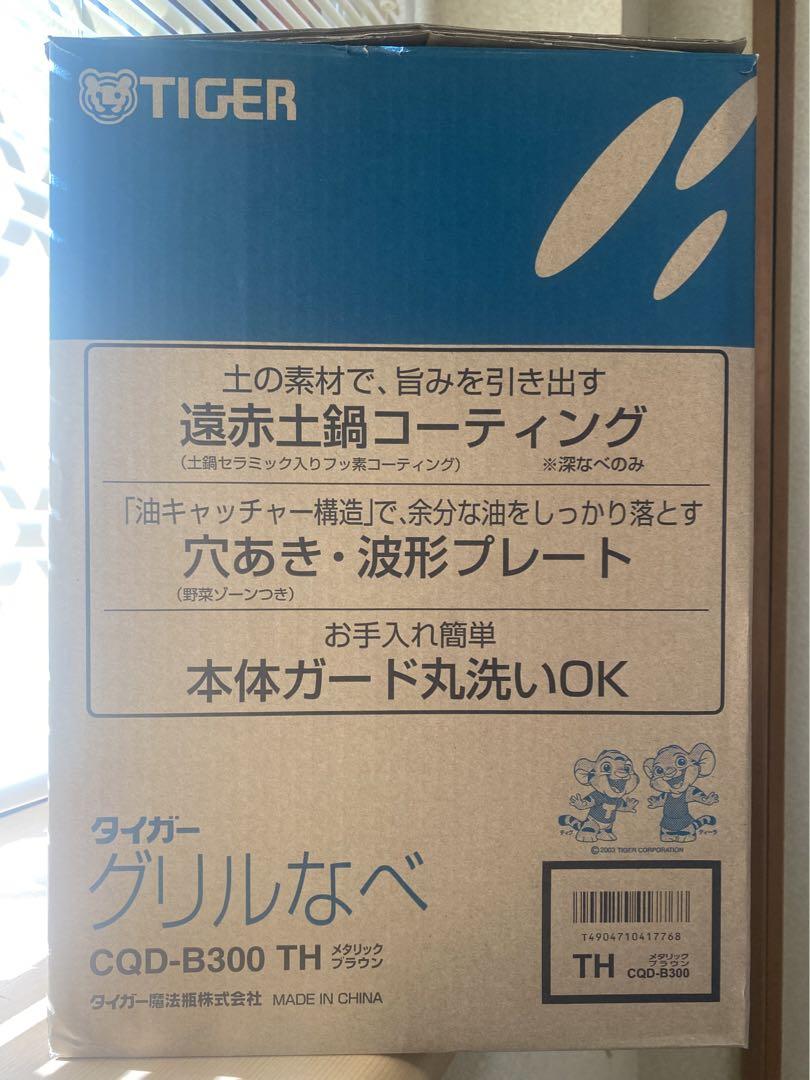 TIGER
土の素材で、旨みを引き出す
遠赤土鍋コーティング
(土鍋セラミック入りフッ素コーティング) ※深なべのみ
「油キャッチャー構造」で、余分な油をしっかり落とす
穴あき・波形プレート
(野菜ゾーンつき)
お手入れ簡単
本体ガード丸洗いOK
ティグ ティーラ
©2003 TIGER CORPORATION
タイガー
グリルなべ
CQD-B300 TH メタリックブラウン
タイガー魔法瓶株式会社 MADE IN CHINA
T4904710417768
TH メタリックブラウン
CQD-B300